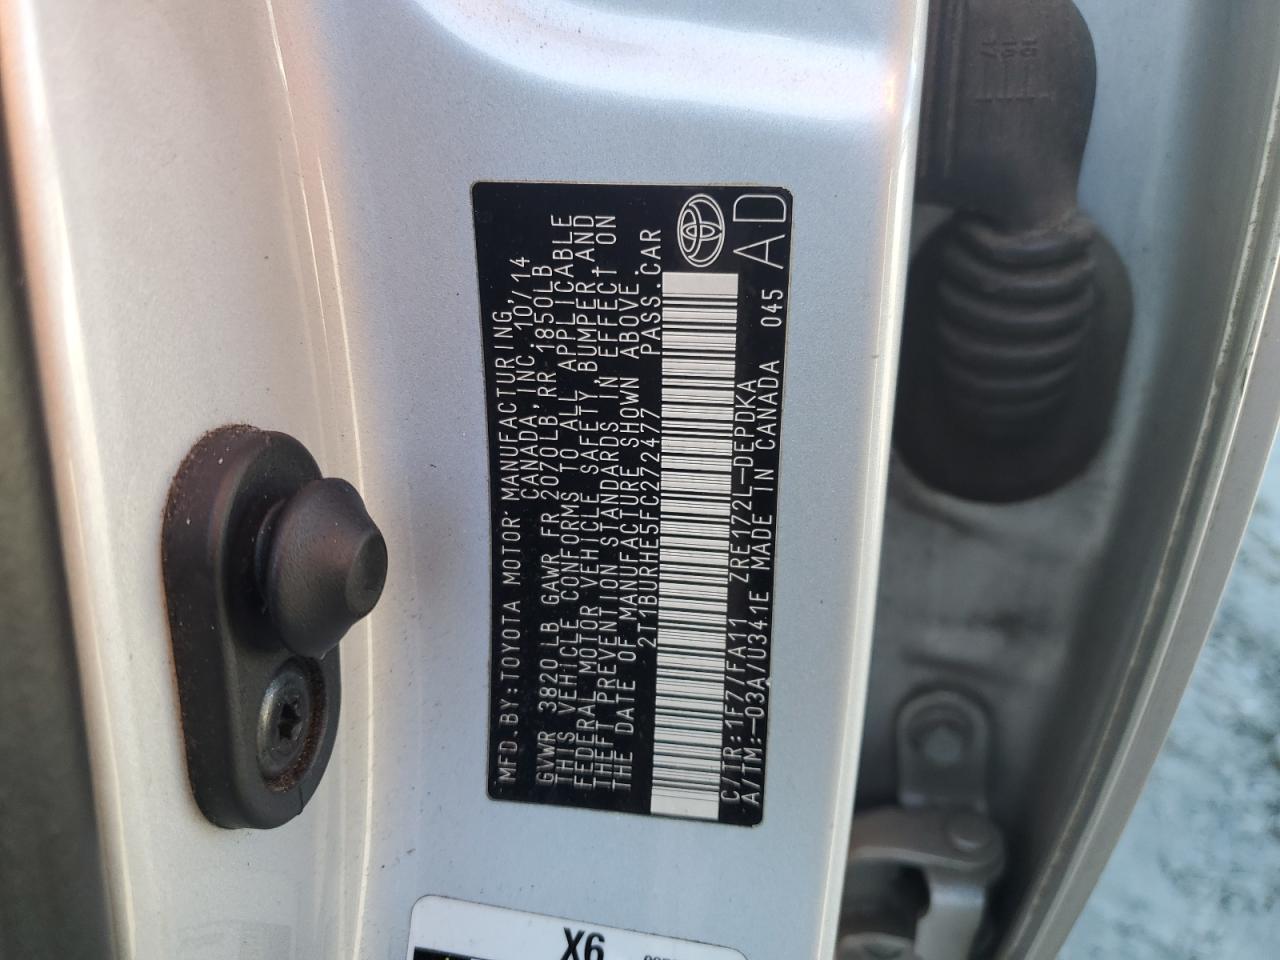 MFD.BY:TOYOTA MOTOR MANUFACTURING,
CANADA,INC. 10/14
GVWR 3820LB GAWR FR 2070LB,RR 1850LB
THIS VEHICLE CONFORMS TO ALL APPLICABLE
FEDERAL MOTOR VEHICLE SAFETY,BUMPER,AND
THEFT PREVENTION STANDARDS IN EFFECT ON
THE DATE OF MANUFACTURE SHOWN ABOVE.
2T1BURHE5FC272477 PASS.CAR
C/TR:1F7/FA11 ZRE172L-DEPDKA
A/TM:-03A/U341E MADE IN CANADA 045
AD
X6